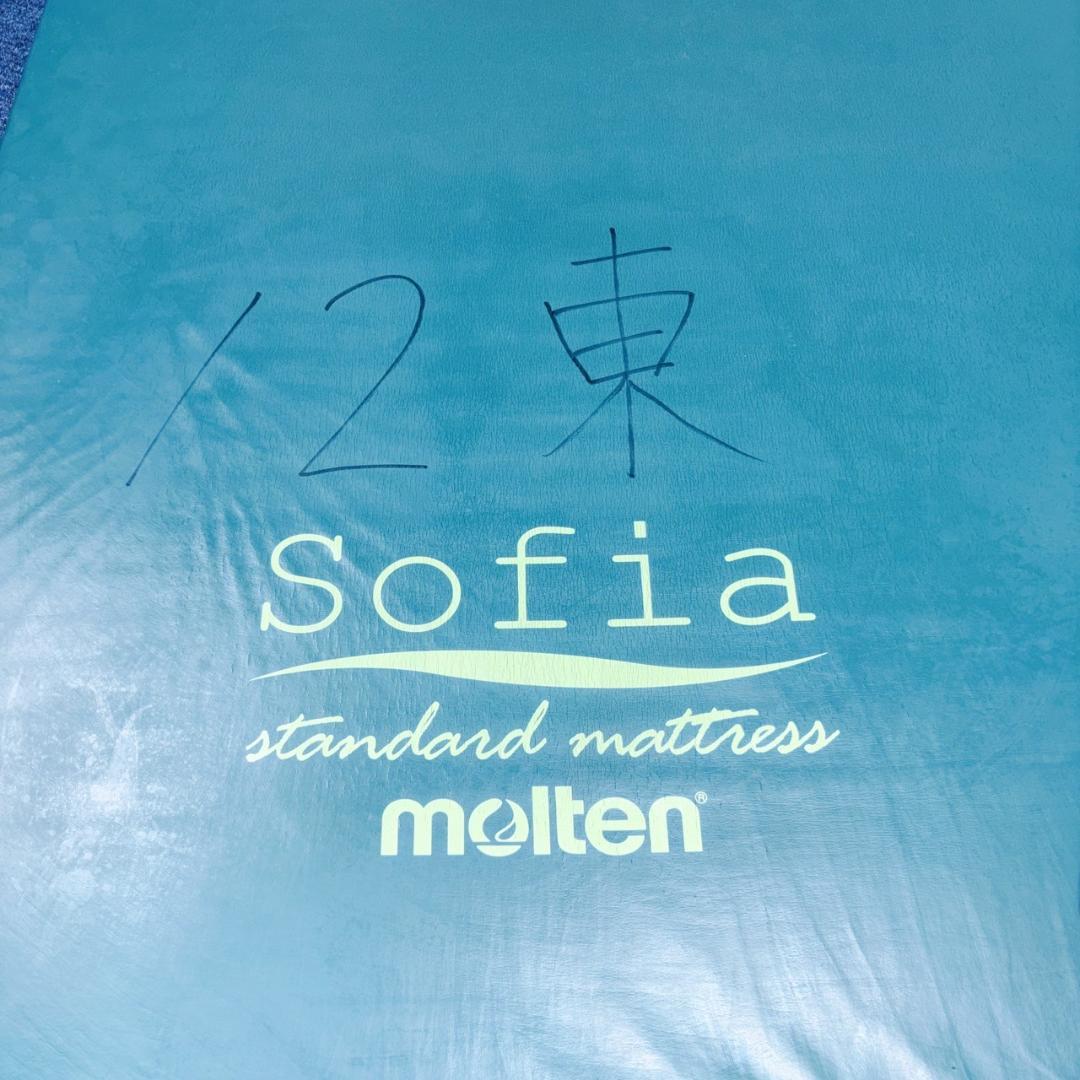 12東
Sofia
standard mattress
molten®